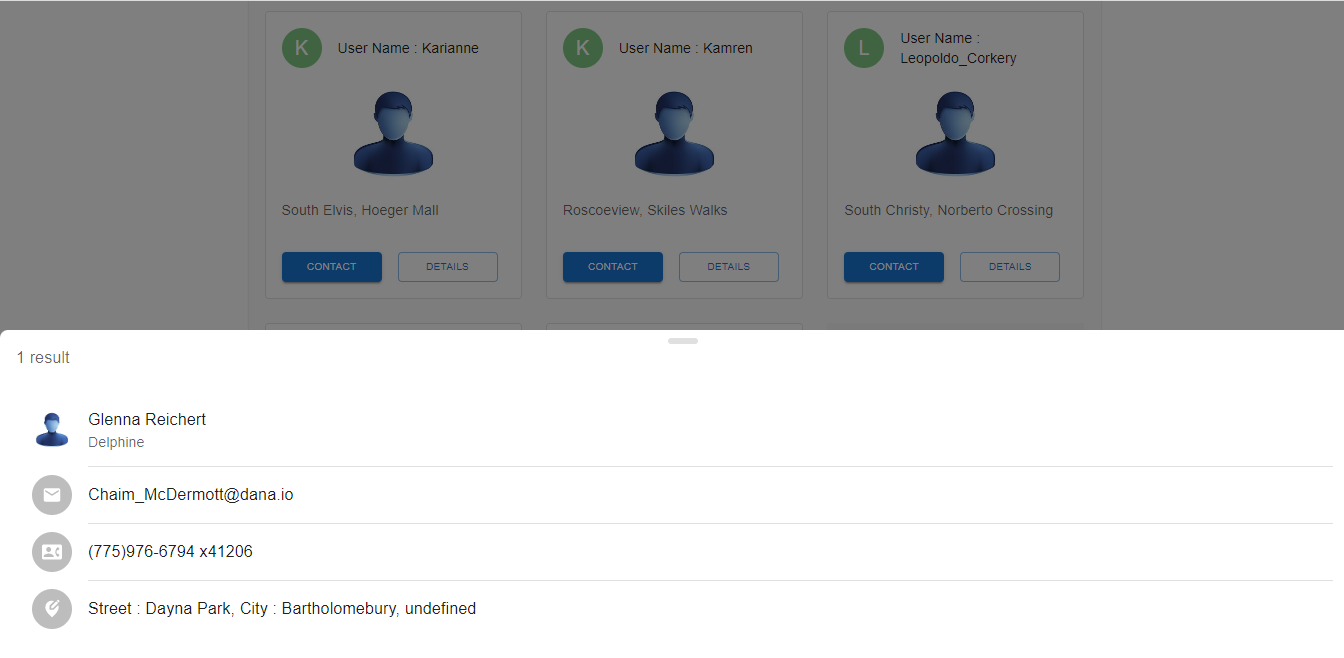 K
User Name : Karianne
South Elvis, Hoeger Mall
CONTACT
DETAILS
K
User Name : Kamren
Roscoeview, Skiles Walks
CONTACT
DETAILS
L
User Name :
Leopoldo_Corkery
South Christy, Norberto Crossing
CONTACT
DETAILS
1 result
Glenna Reichert
Delphine
Chaim_McDermott@dana.io
(775)976-6794 x41206
Street : Dayna Park, City : Bartholomebury, undefined